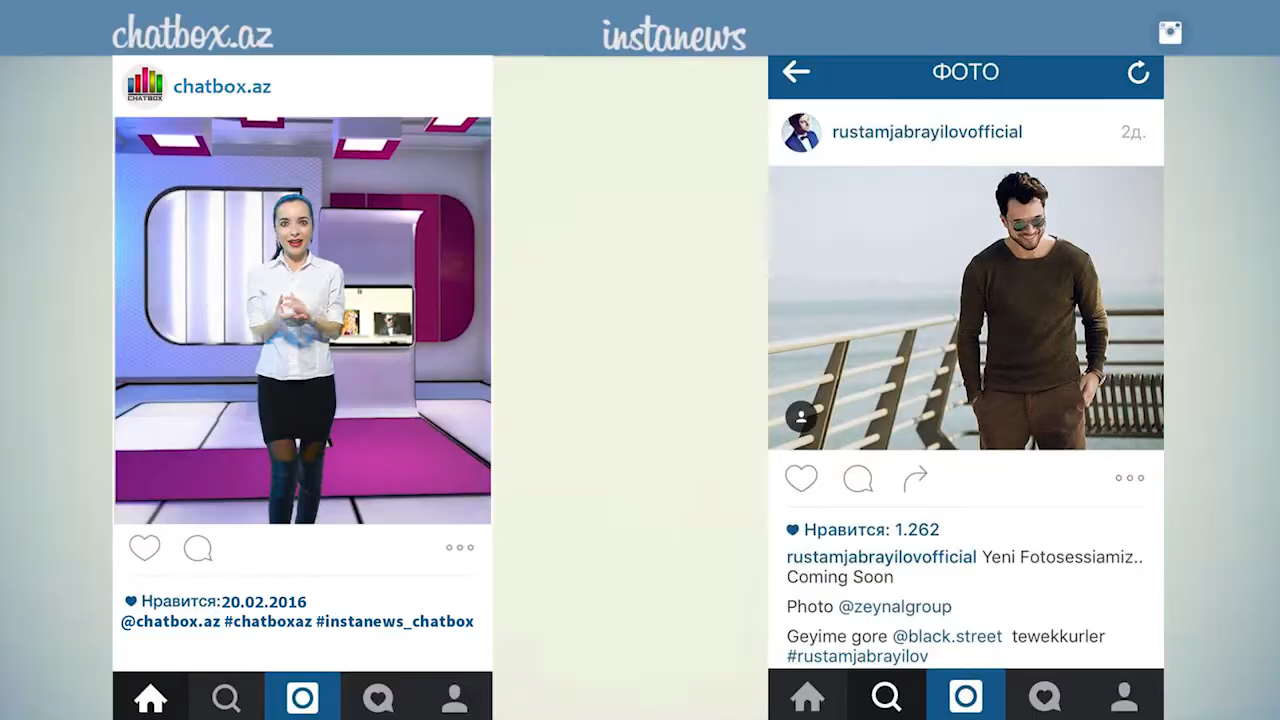 chatbox.az
instanews
CHATBOX
chatbox.az
Нравится:20.02.2016
@chatbox.az #chatboxaz #instanews_chatbox
ФОТО
rustamjabrayilovofficial
2д.
Нравится: 1.262
rustamjabrayilovofficial Yeni Fotosessiamiz..
Coming Soon
Photo @zeynalgroup
Geyime gore @black.street tewekkurler
#rustamjabrayilov